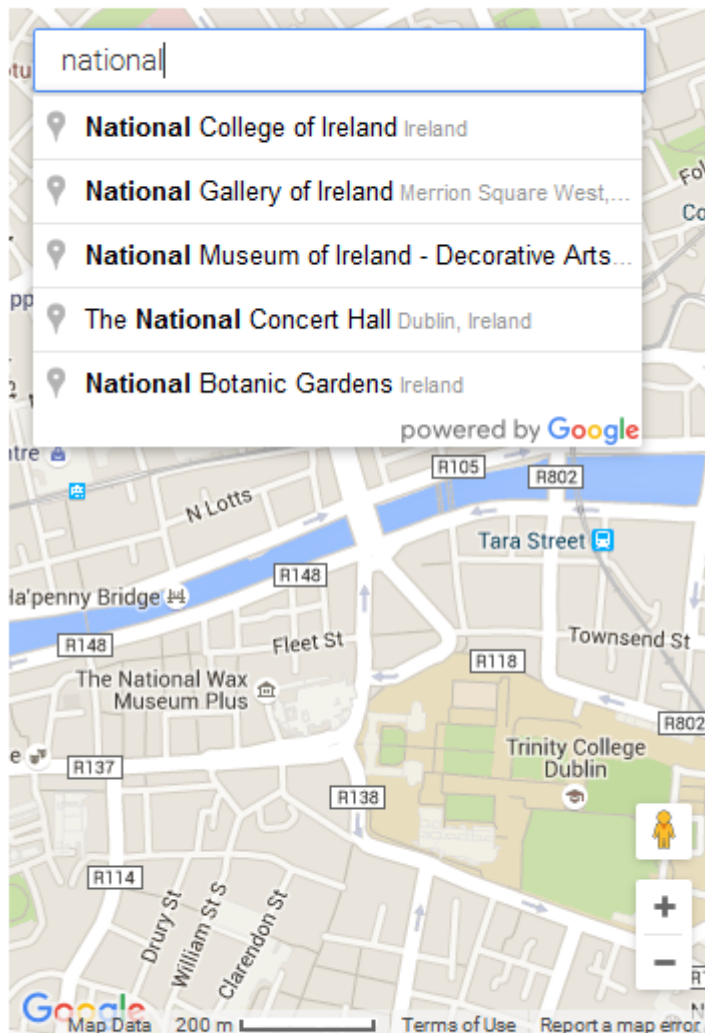 national
National College of Ireland Ireland
National Gallery of Ireland Merrion Square West,...
National Museum of Ireland - Decorative Arts...
The National Concert Hall Dublin, Ireland
National Botanic Gardens Ireland
powered by Google
R105
R802
N Lotts
Tara Street
R148
Ha'penny Bridge
R148
Fleet St
Townsend St
R118
The National Wax
Museum Plus
R802
Trinity College
Dublin
R137
R138
R114
Drury St
William St S
Clarendon St
Google
Map Data
200 m
Terms of Use
Report a map error